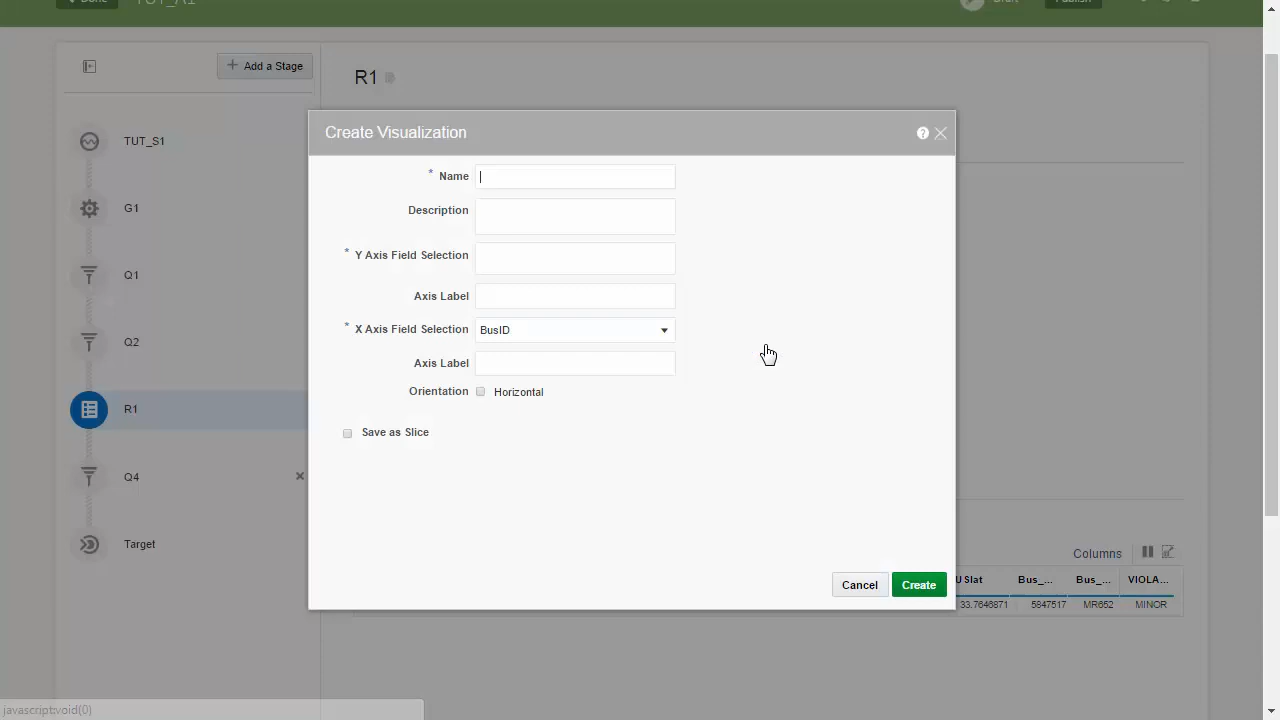 + Add a Stage
R1
TUT_S1
G1
Q1
Q2
R1
Q4
Target
Create Visualization
?
* Name
Description
* Y Axis Field Selection
Axis Label
* X Axis Field Selection BusID
Axis Label
Orientation Horizontal
Save as Slice
Cancel Create
Columns
Slat Bus_... Bus_... VIOLA...
33.7646871 5847517 MR652 MINOR
javascript:void(0)